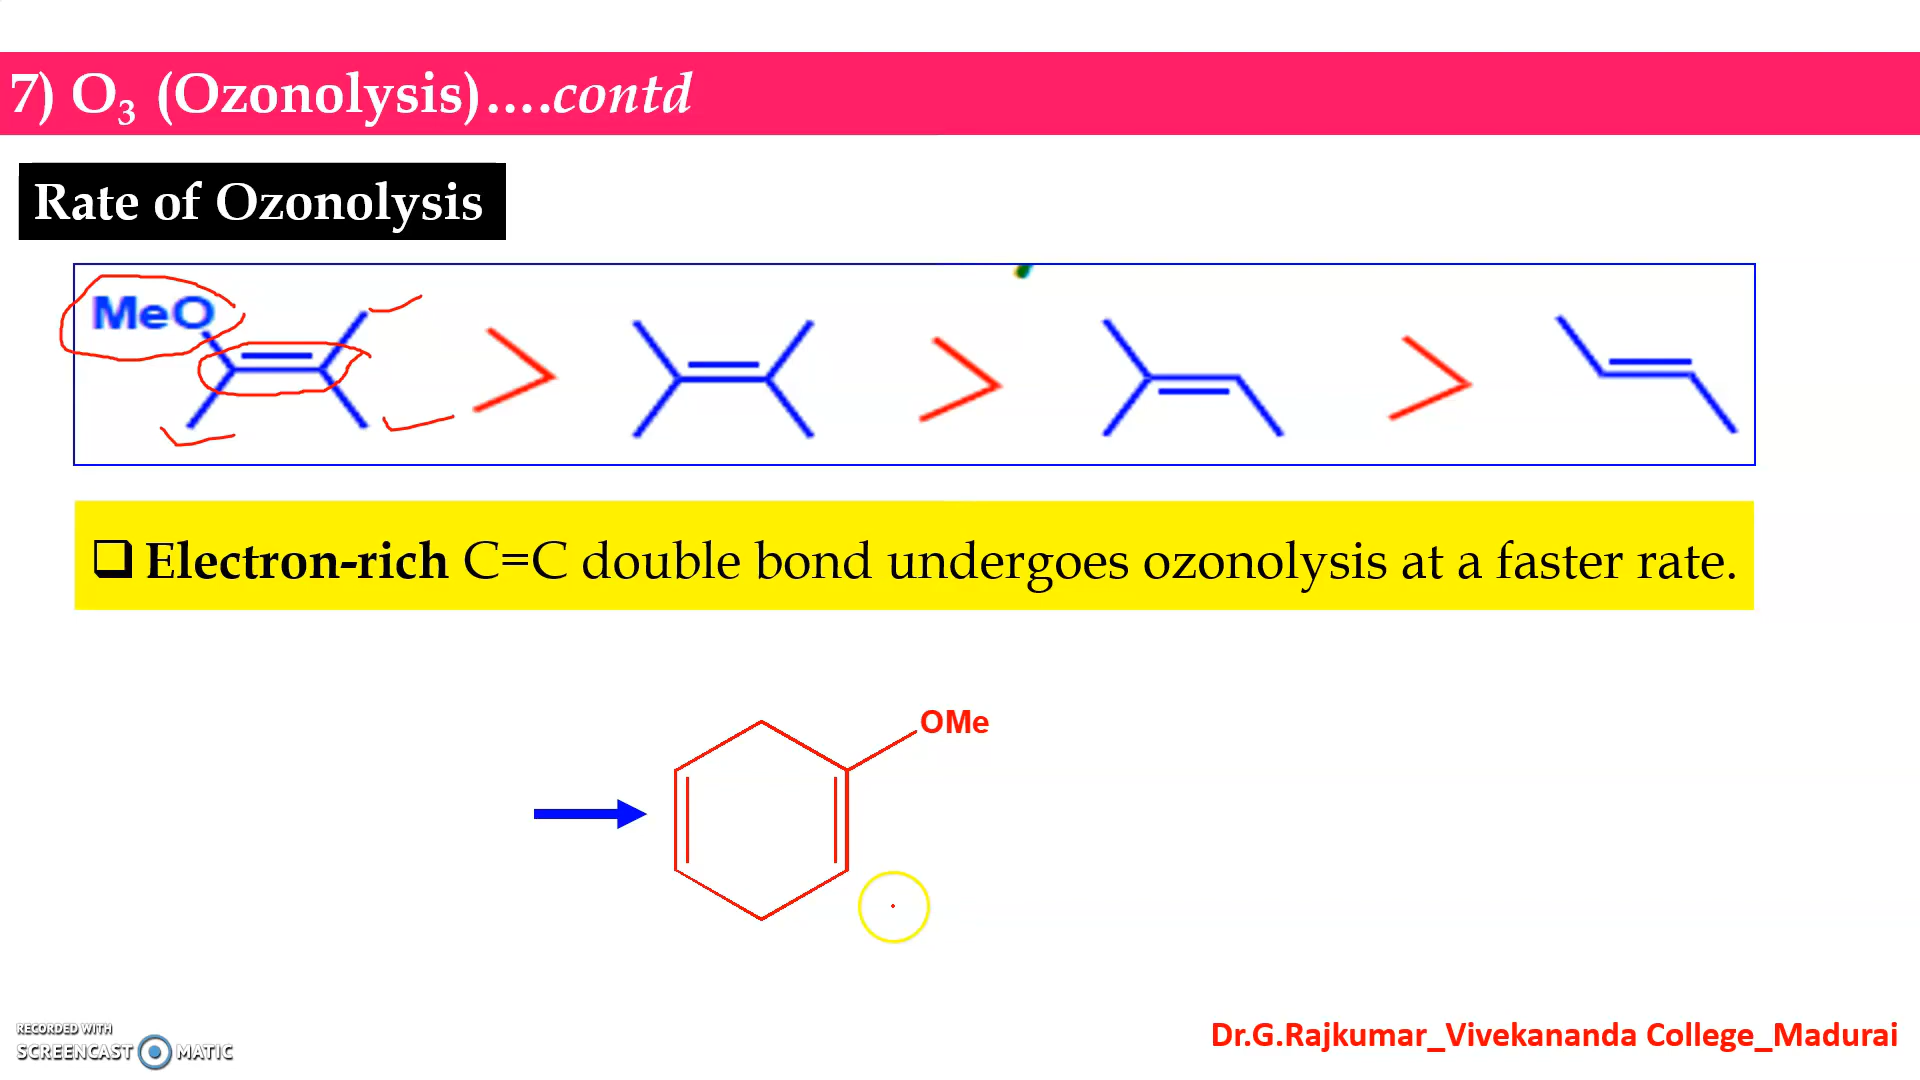 7) O₃ (Ozonolysis)....contd
Rate of Ozonolysis
MeO
❑ Electron-rich C=C double bond undergoes ozonolysis at a faster rate.
OMe
RECORDED WITH
SCREENCAST MATIC
Dr.G.Rajkumar_Vivekananda College_Madurai